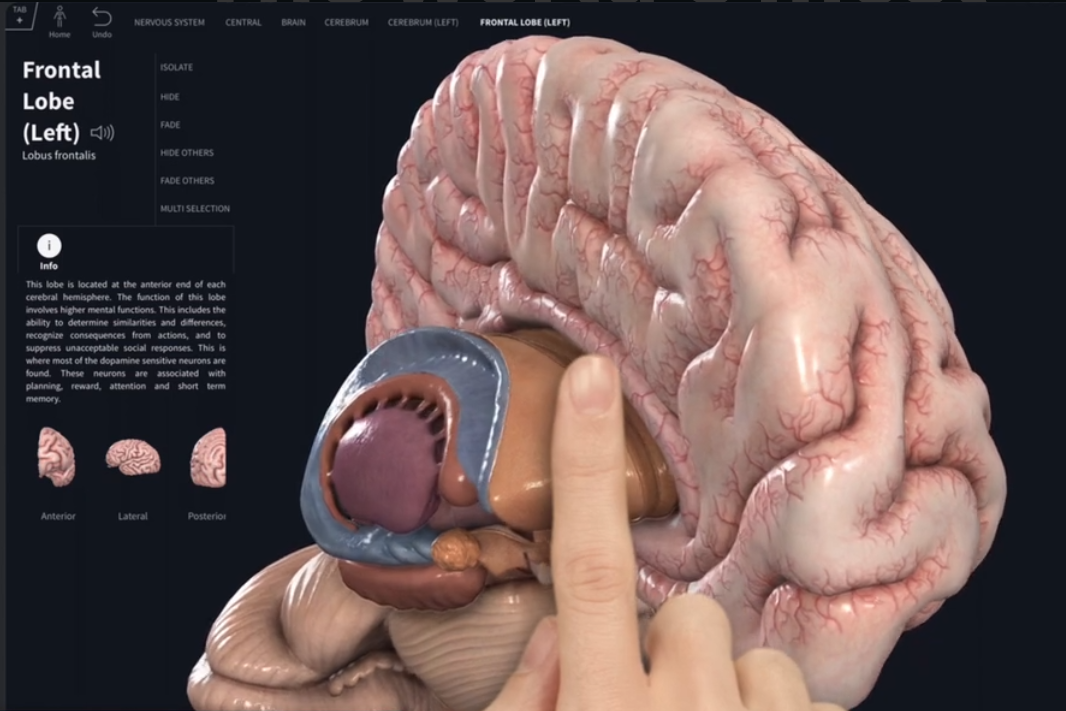 TAB
+
Home
Undo
NERVOUS SYSTEM
CENTRAL
BRAIN
CEREBRUM
CEREBRUM (LEFT)
FRONTAL LOBE (LEFT)
Frontal
Lobe
(Left)
Lobus frontalis
ISOLATE
HIDE
FADE
HIDE OTHERS
FADE OTHERS
MULTI SELECTION
i
Info
This lobe is located at the anterior end of each
cerebral hemisphere. The function of this lobe
involves higher mental functions. This includes the
ability to determine similarities and differences,
recognize consequences from actions, and to
suppress unacceptable social responses. This is
where most of the dopamine sensitive neurons are
found. These neurons are associated with
planning, reward, attention and short term
memory.
Anterior
Lateral
Posterior